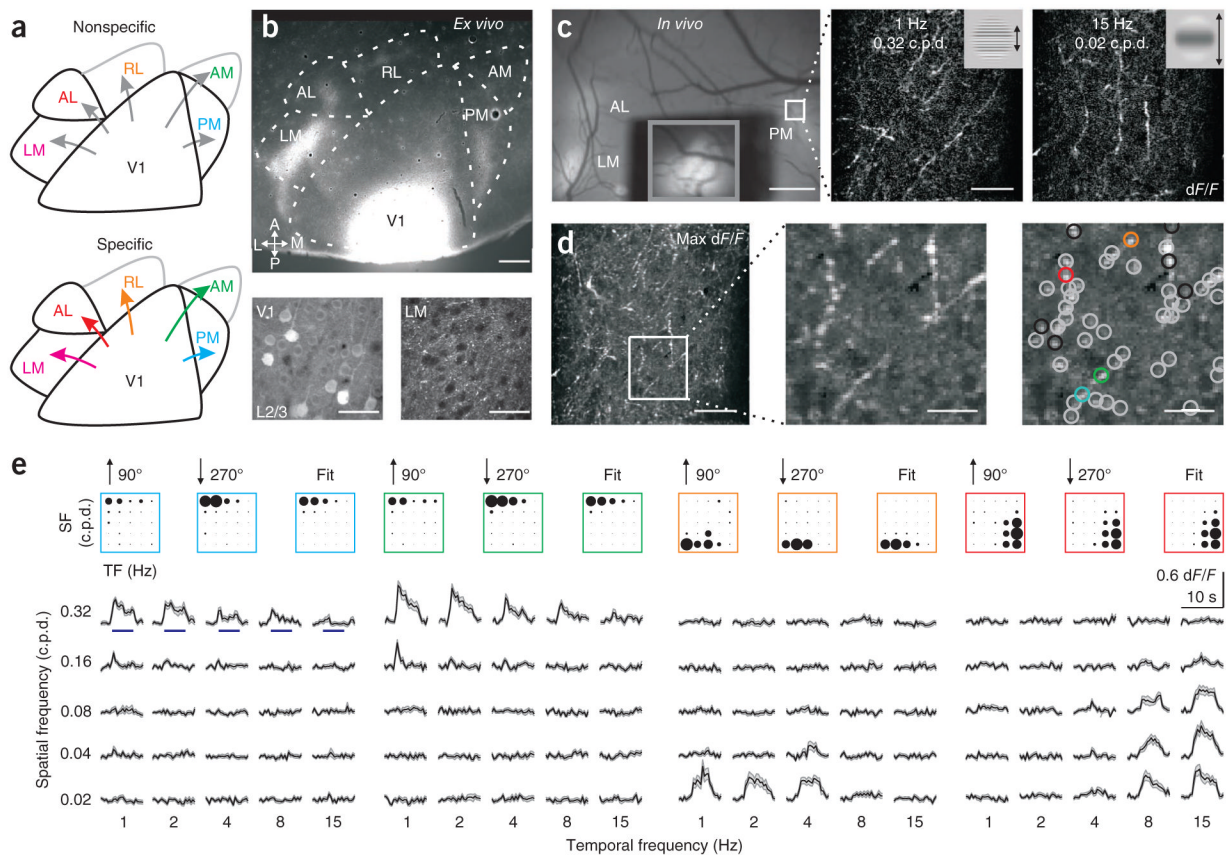 a
Nonspecific
RL
AM
AL
PM
LM
V1
Specific
RL
AM
AL
PM
LM
V1
b
Ex vivo
RL
AM
AL
PM
LM
V1
A
L M
P
V1
L2/3
LM
c
In vivo
AL
PM
LM
1 Hz
0.32 c.p.d.
15 Hz
0.02 c.p.d.
dF/F
d
Max dF/F
e
90° 270° Fit 90° 270° Fit 90° 270° Fit 90° 270° Fit
SF
(c.p.d.)
TF (Hz)
0.6 dF/F
10 s
Spatial frequency (c.p.d.)
0.32
0.16
0.08
0.04
0.02
1 2 4 8 15 1 2 4 8 15 1 2 4 8 15 1 2 4 8 15
Temporal frequency (Hz)